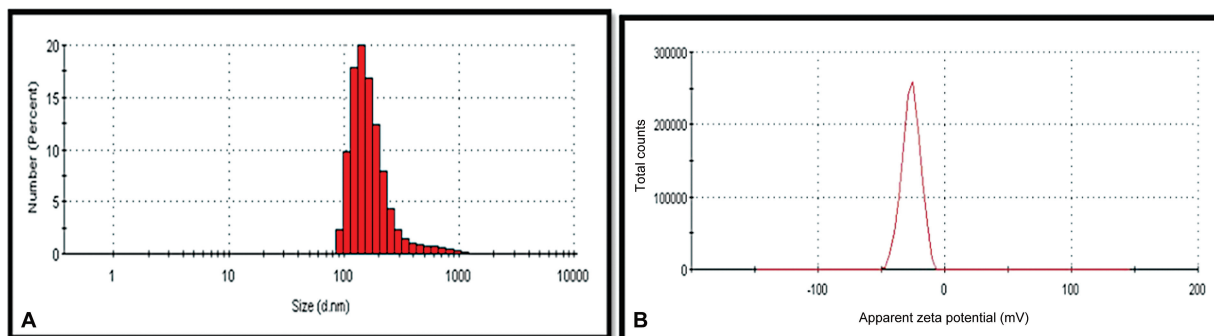 20
15
10
5
0
Number (Percent)
1 10 100 1000 10000
Size (d.nm)
A
300000
200000
100000
0
Total counts
-100 0 100 200
Apparent zeta potential (mV)
B